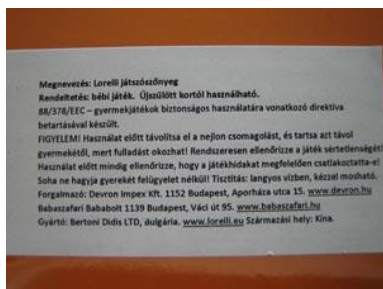 Megnevezés: Lorelli játszószőnyeg
Rendeltetés: bébi játék. Újszülött kortól használható.
88/378/EEC – gyermekjátékok biztonságos használatára vonatkozó direktiva
betartásával készült.
FIGYELEM! Használat előtt távolítsa el a nejlon csomagolást, és tartsa azt távol
gyermekétől, mert fulladást okozhat! Rendszeresen ellenőrizze a játék sértetlenségét!
Használat előtt mindig ellenőrizze, hogy a játékhidakat megfelelően csatlakoztatta-e!
Soha ne hagyja gyerekét felügyelet nélkül! Tisztítás: langyos vízben, kézzel mosható.
Forgalmazó: Devron Impex Kft. 1152 Budapest, Aporháza utca 15. www.devron.hu
Babaszafari Bababolt 1139 Budapest, Váci út 95. www.babaszafari.hu
Gyártó: Bertoni Didis LTD, Bulgária. www.lorelli.eu Származási hely: Kína.